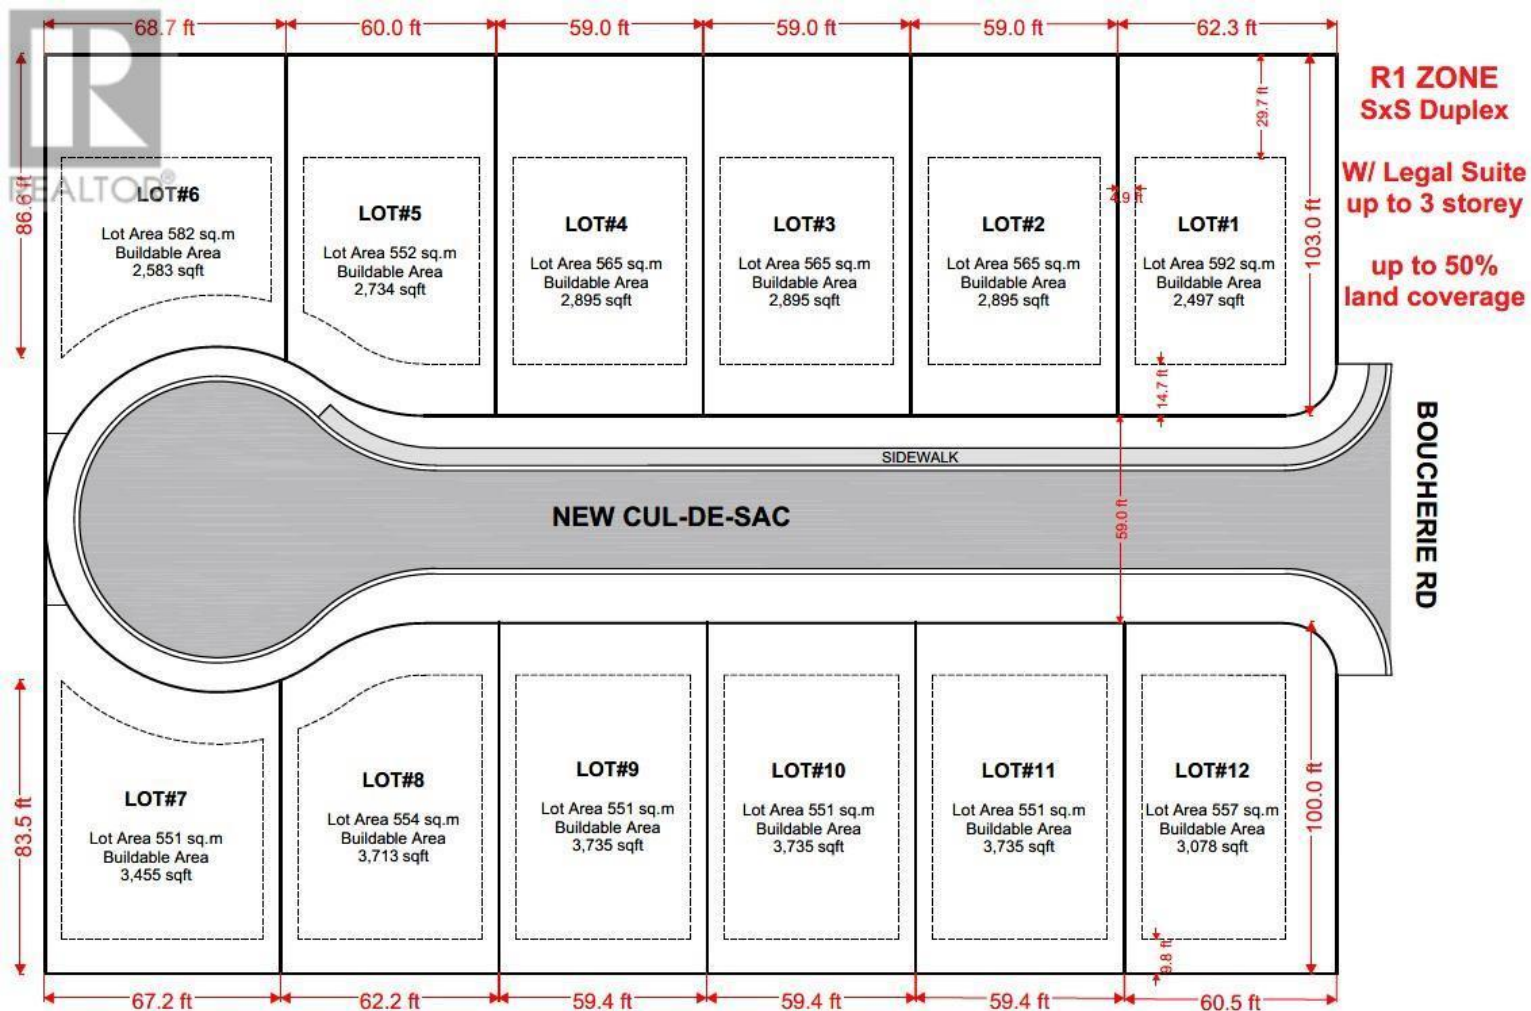 68.7 ft 60.0 ft 59.0 ft 59.0 ft 59.0 ft 62.3 ft
R1 ZONE
SxS Duplex
W/ Legal Suite
up to 3 storey
up to 50%
land coverage
REALTOR®
86.6 ft
29.7 ft
4.9 ft
103.0 ft
14.7 ft
LOT#6
Lot Area 582 sq.m
Buildable Area
2,583 sqft
LOT#5
Lot Area 552 sq.m
Buildable Area
2,734 sqft
LOT#4
Lot Area 565 sq.m
Buildable Area
2,895 sqft
LOT#3
Lot Area 565 sq.m
Buildable Area
2,895 sqft
LOT#2
Lot Area 565 sq.m
Buildable Area
2,895 sqft
LOT#1
Lot Area 592 sq.m
Buildable Area
2,497 sqft
SIDEWALK
NEW CUL-DE-SAC
59.0 ft
BOUCHERIE RD
83.5 ft
LOT#7
Lot Area 551 sq.m
Buildable Area
3,455 sqft
LOT#8
Lot Area 554 sq.m
Buildable Area
3,713 sqft
LOT#9
Lot Area 551 sq.m
Buildable Area
3,735 sqft
LOT#10
Lot Area 551 sq.m
Buildable Area
3,735 sqft
LOT#11
Lot Area 551 sq.m
Buildable Area
3,735 sqft
LOT#12
Lot Area 557 sq.m
Buildable Area
3,078 sqft
100.0 ft
9.8 ft
67.2 ft 62.2 ft 59.4 ft 59.4 ft 59.4 ft 60.5 ft